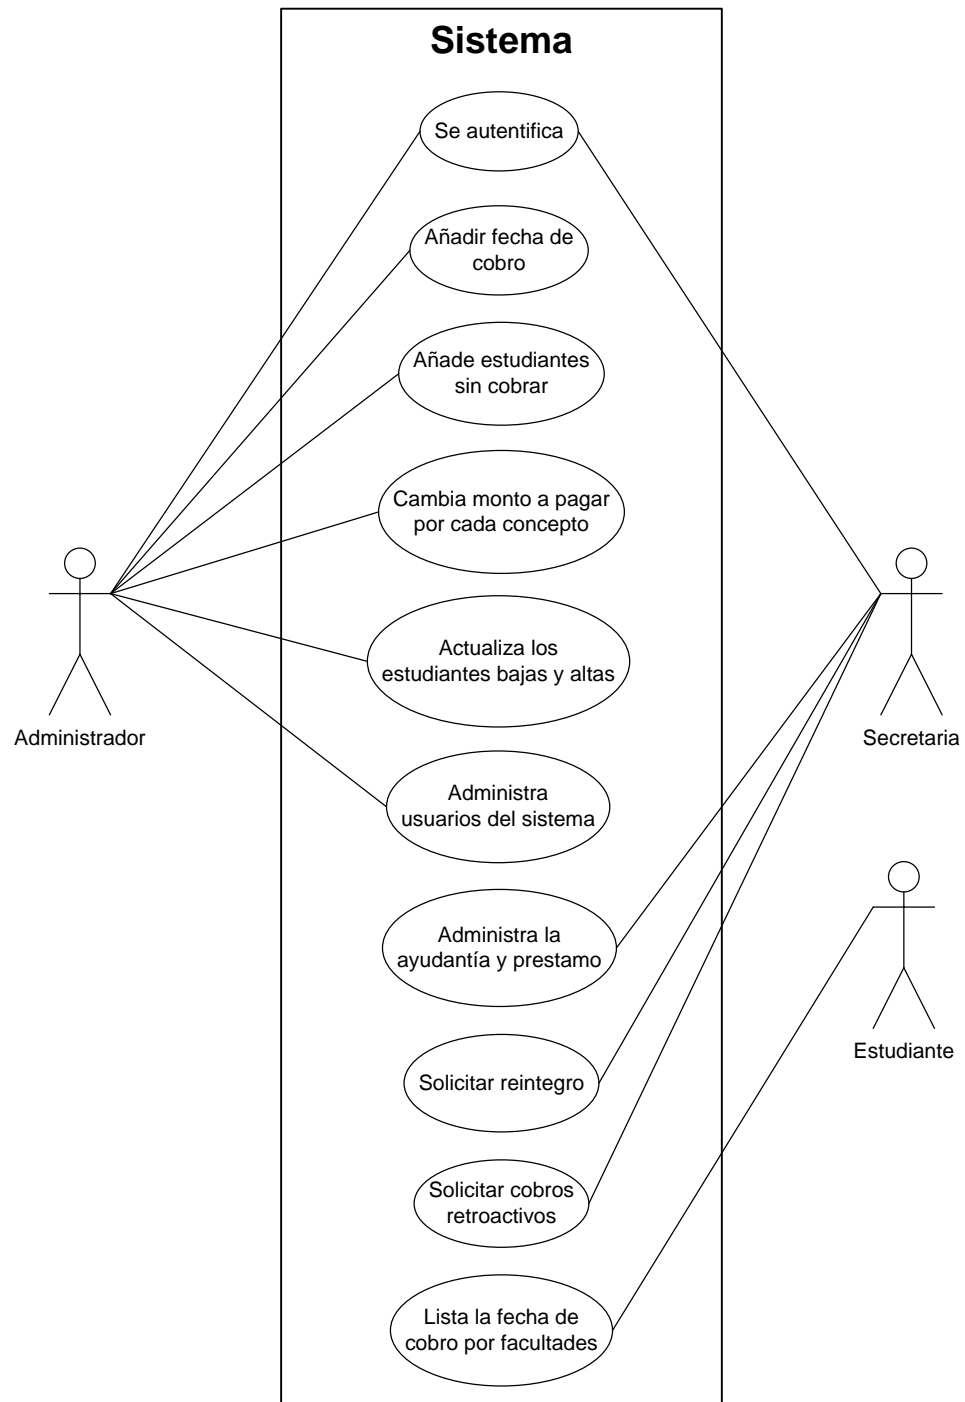 Sistema
Se autentifica
Añadir fecha de
cobro
Añade estudiantes
sin cobrar
Cambia monto a pagar
por cada concepto
Actualiza los
estudiantes bajas y altas
Administrador
Secretaria
Administra
usuarios del sistema
Administra la
ayudantía y prestamo
Estudiante
Solicitar reintegro
Solicitar cobros
retroactivos
Lista la fecha de
cobro por facultades